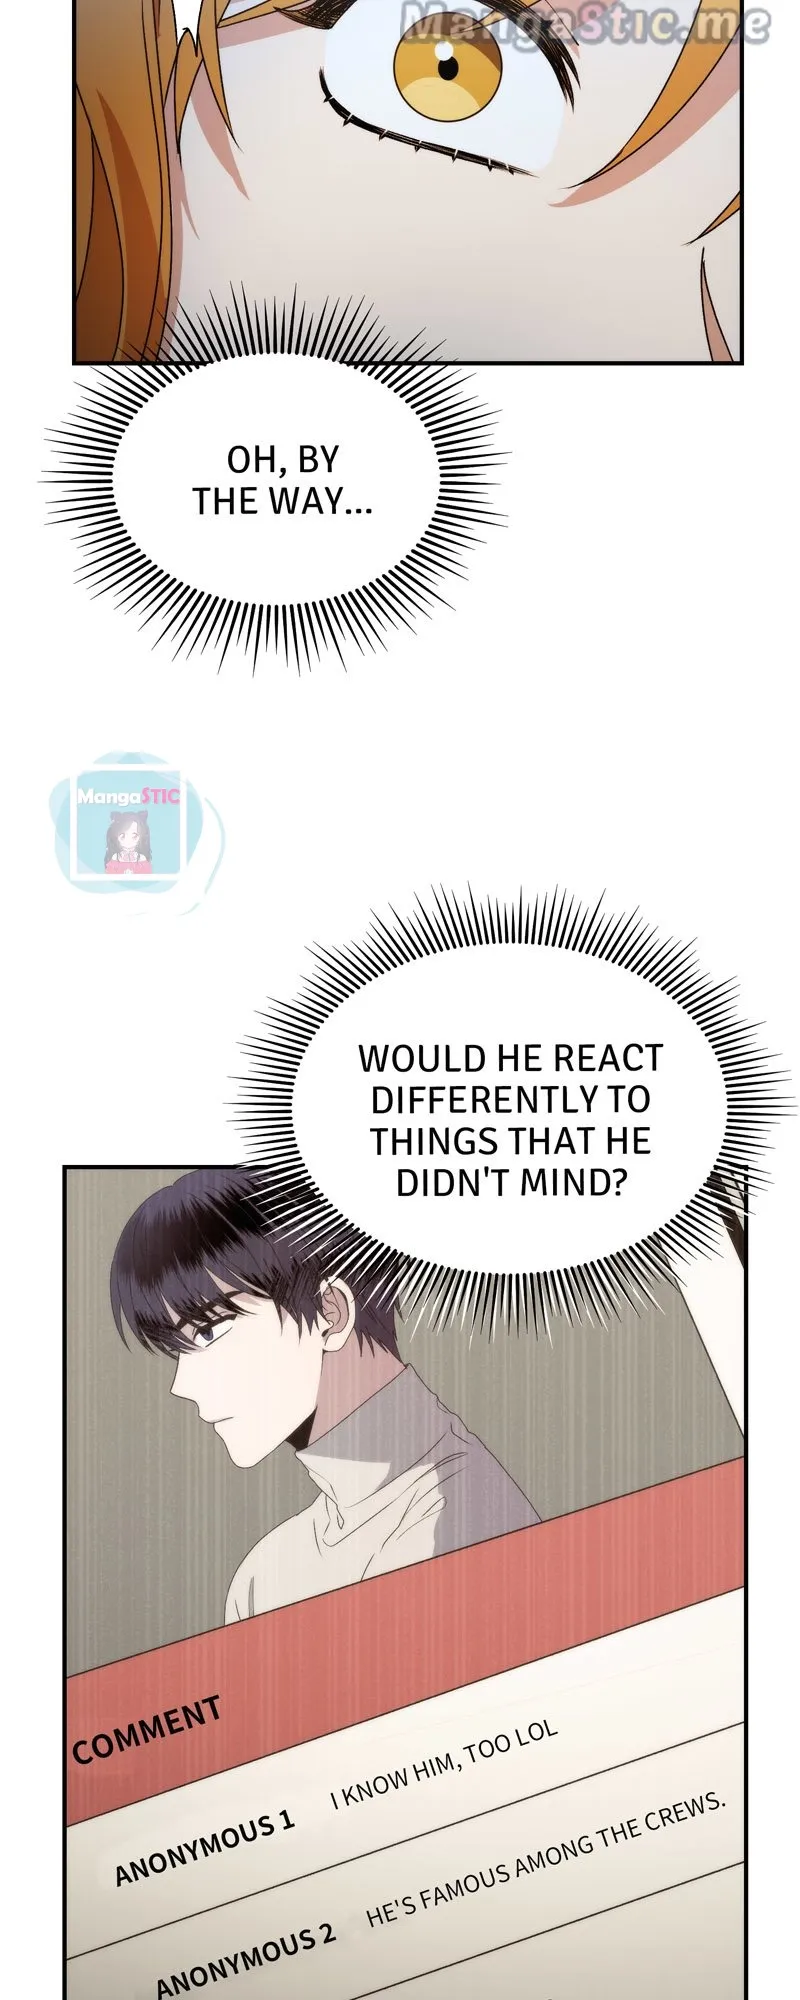 MangaStic.me
OH, BY
THE WAY...
MangaSTIC
WOULD HE REACT
DIFFERENTLY TO
THINGS THAT HE
DIDN'T MIND?
COMMENT
ANONYMOUS 1 I KNOW HIM, TOO LOL
ANONYMOUS 2 HE'S FAMOUS AMONG THE CREWS.